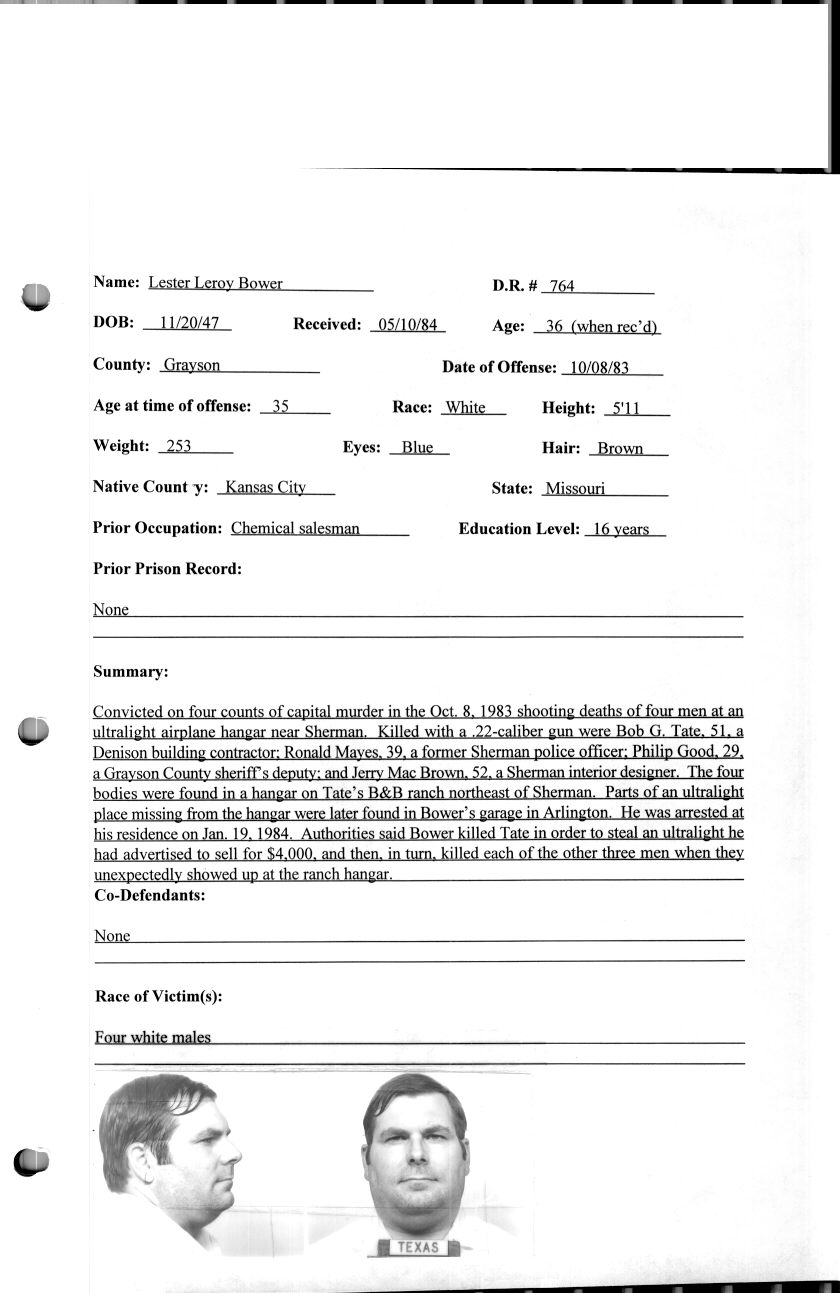 Name: Lester Leroy Bower D.R. # 764
DOB: 11/20/47 Received: 05/10/84 Age: 36 (when rec'd)
County: Grayson Date of Offense: 10/08/83
Age at time of offense: 35 Race: White Height: 5'11
Weight: 253 Eyes: Blue Hair: Brown
Native County: Kansas City State: Missouri
Prior Occupation: Chemical salesman Education Level: 16 years
Prior Prison Record:
None
Summary:
Convicted on four counts of capital murder in the Oct. 8, 1983 shooting deaths of four men at an
ultralight airplane hangar near Sherman. Killed with a .22-caliber gun were Bob G. Tate, 51, a
Denison building contractor; Ronald Mayes, 39, a former Sherman police officer; Philip Good, 29,
a Grayson County sheriff's deputy; and Jerry Mac Brown, 52, a Sherman interior designer. The four
bodies were found in a hangar on Tate's B&B ranch northeast of Sherman. Parts of an ultralight
place missing from the hangar were later found in Bower's garage in Arlington. He was arrested at
his residence on Jan. 19, 1984. Authorities said Bower killed Tate in order to steal an ultralight he
had advertised to sell for $4,000, and then, in turn, killed each of the other three men when they
unexpectedly showed up at the ranch hangar.
Co-Defendants:
None
Race of Victim(s):
Four white males
TEXAS